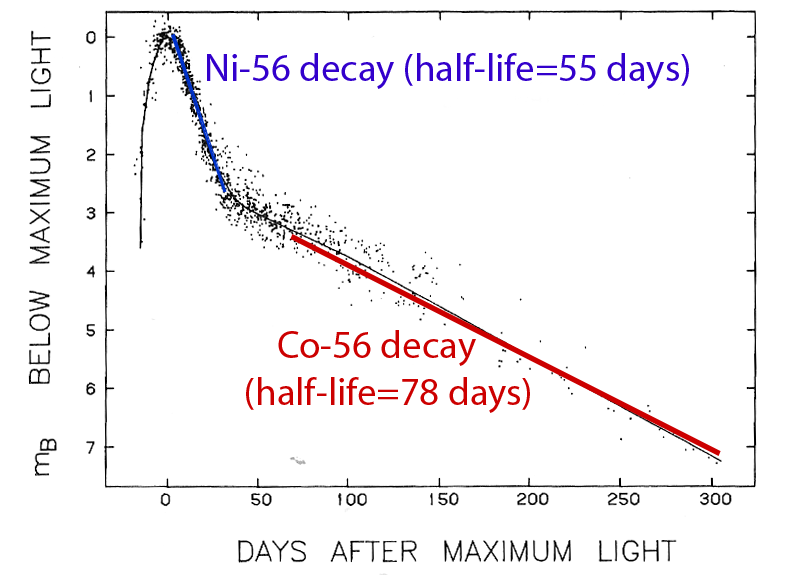 Ni-56 decay (half-life=55 days)
Co-56 decay
(half-life=78 days)
m_B BELOW MAXIMUM LIGHT
0
1
2
3
4
5
6
7
0 50 100 150 200 250 300
DAYS AFTER MAXIMUM LIGHT